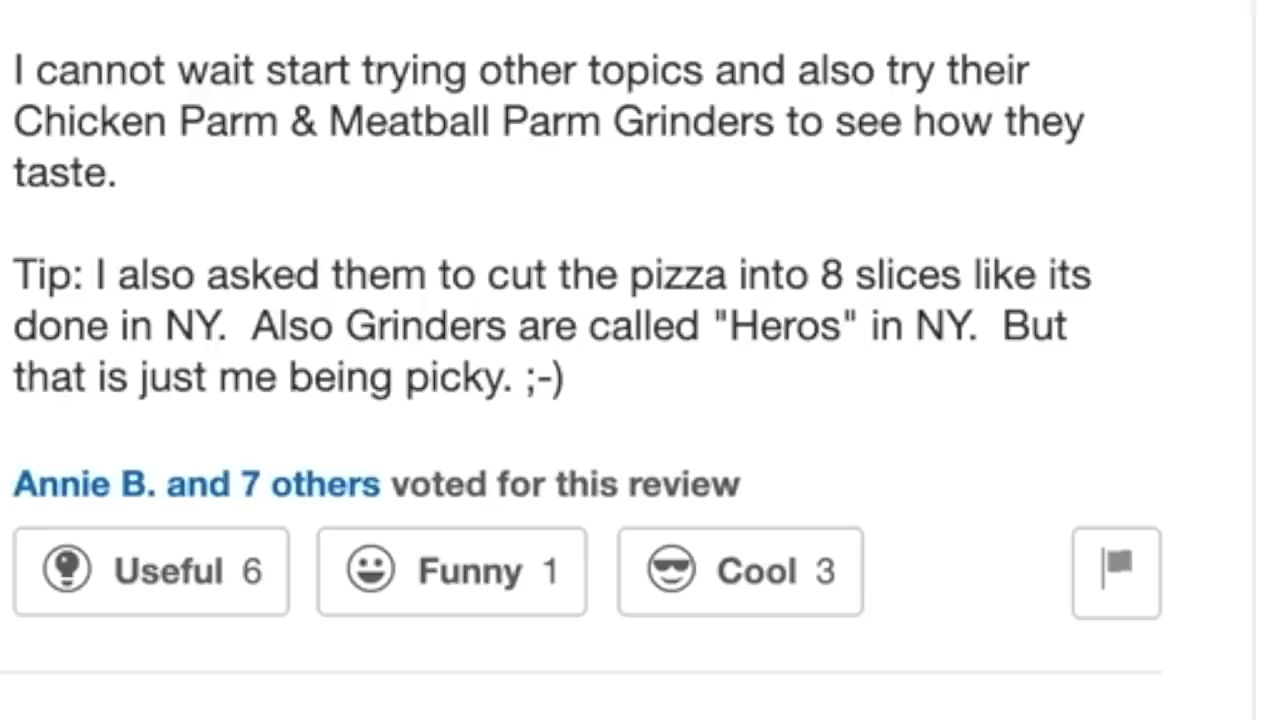 I cannot wait start trying other topics and also try their
Chicken Parm & Meatball Parm Grinders to see how they
taste.
Tip: I also asked them to cut the pizza into 8 slices like its
done in NY.  Also Grinders are called "Heros" in NY.  But
that is just me being picky. ;-)
Annie B. and 7 others voted for this review
Useful 6 Funny 1 Cool 3